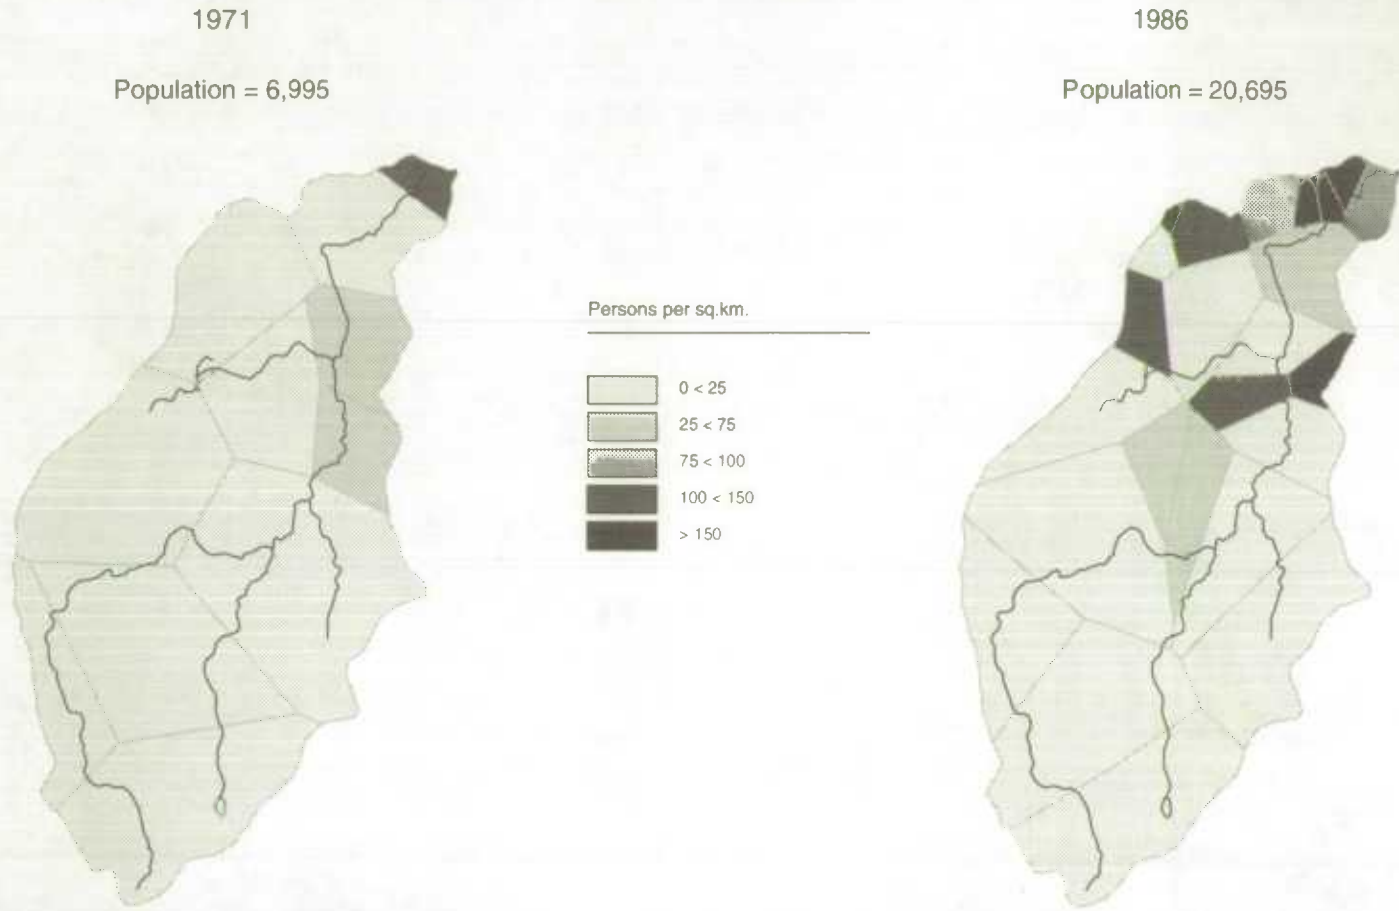 1971
Population = 6,995
1986
Population = 20,695
Persons per sq.km.
0 < 25
25 < 75
75 < 100
100 < 150
> 150